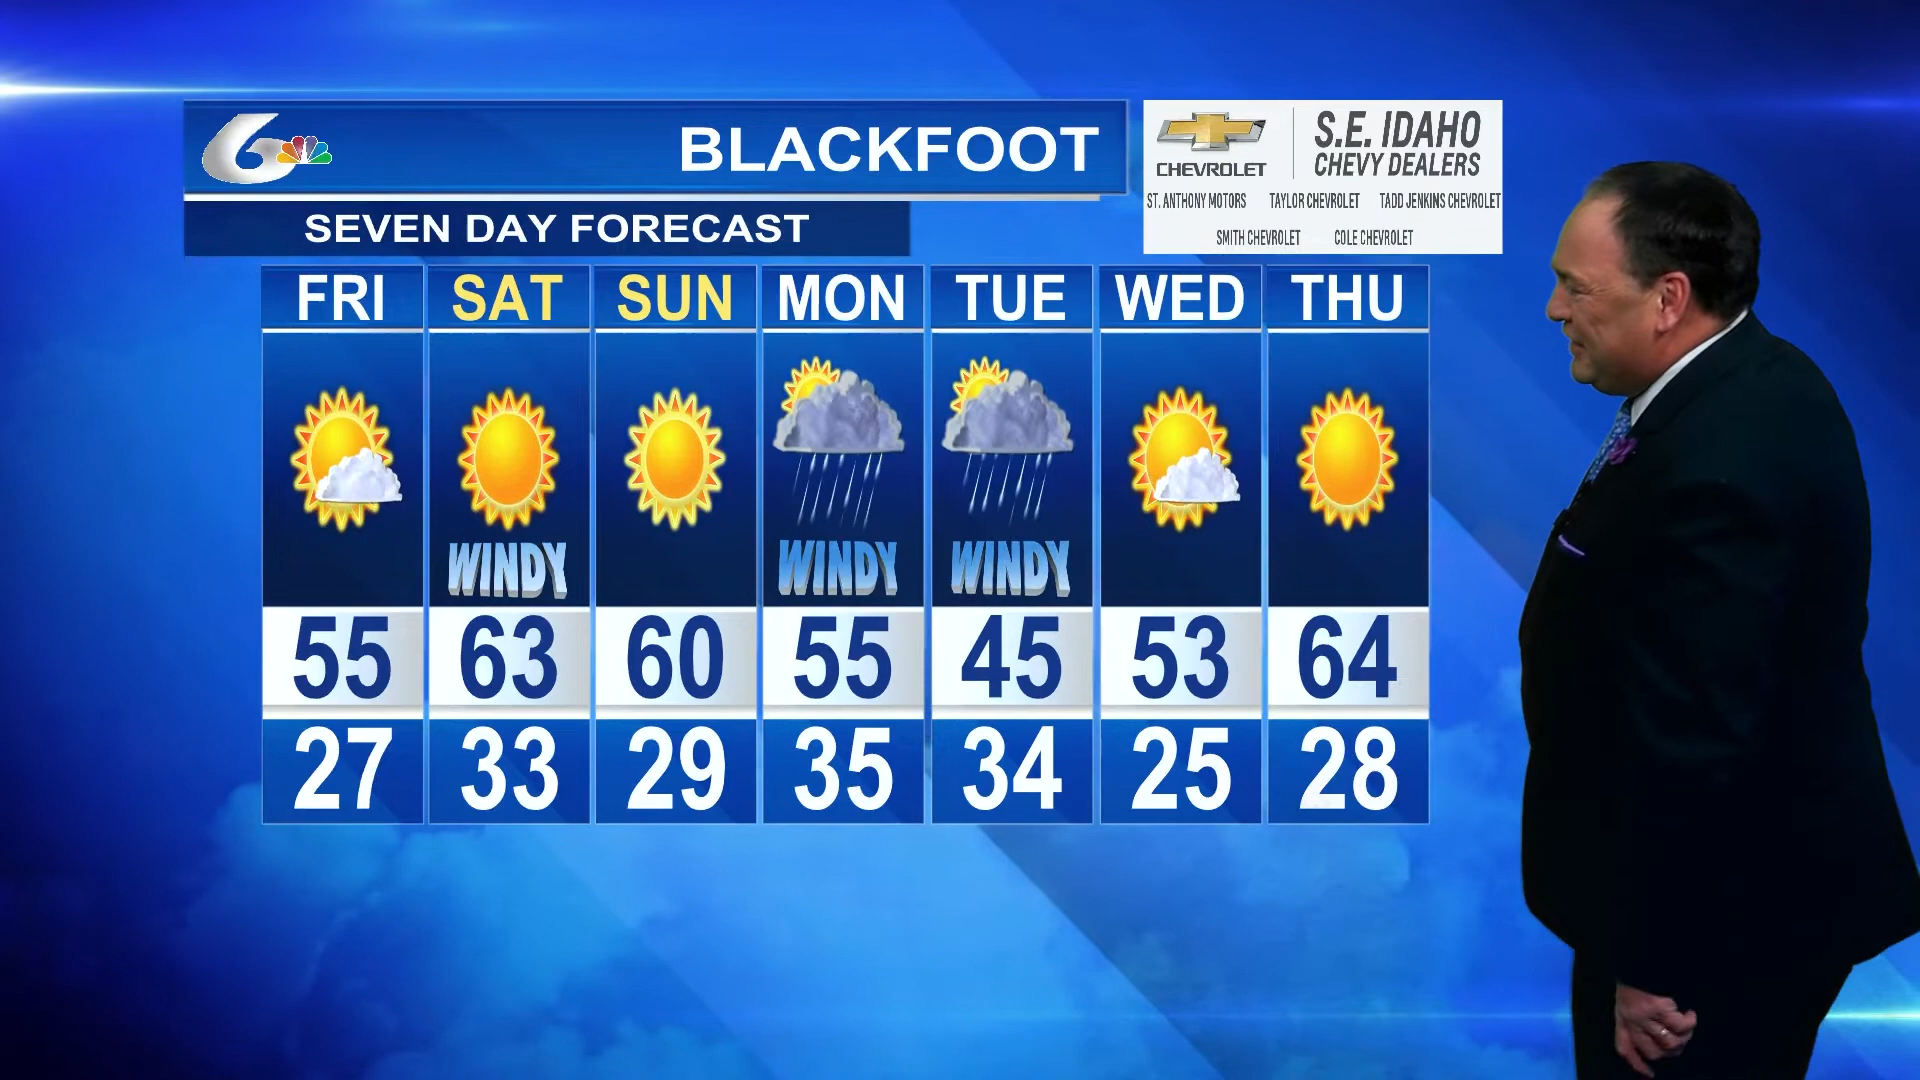 6
BLACKFOOT
SEVEN DAY FORECAST
CHEVROLET
S.E. IDAHO
CHEVY DEALERS
ST. ANTHONY MOTORS TAYLOR CHEVROLET TADD JENKINS CHEVROLET
SMITH CHEVROLET COLE CHEVROLET
FRI SAT SUN MON TUE WED THU
WINDY WINDY WINDY
55 63 60 55 45 53 64
27 33 29 35 34 25 28